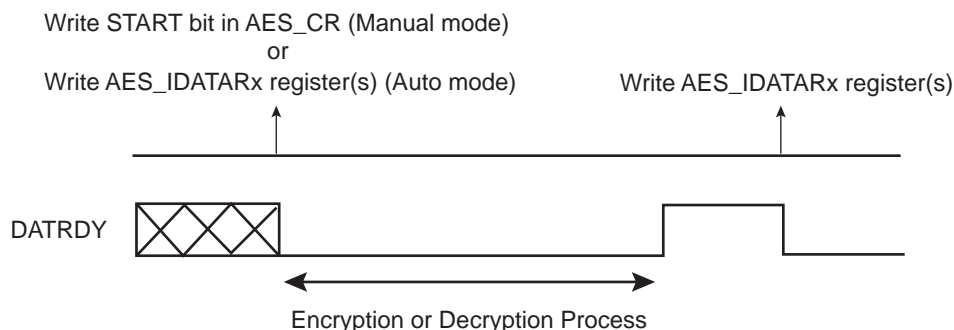 Write START bit in AES_CR (Manual mode)
or
Write AES_IDATARx register(s) (Auto mode)
Write AES_IDATARx register(s)
DATRDY
Encryption or Decryption Process